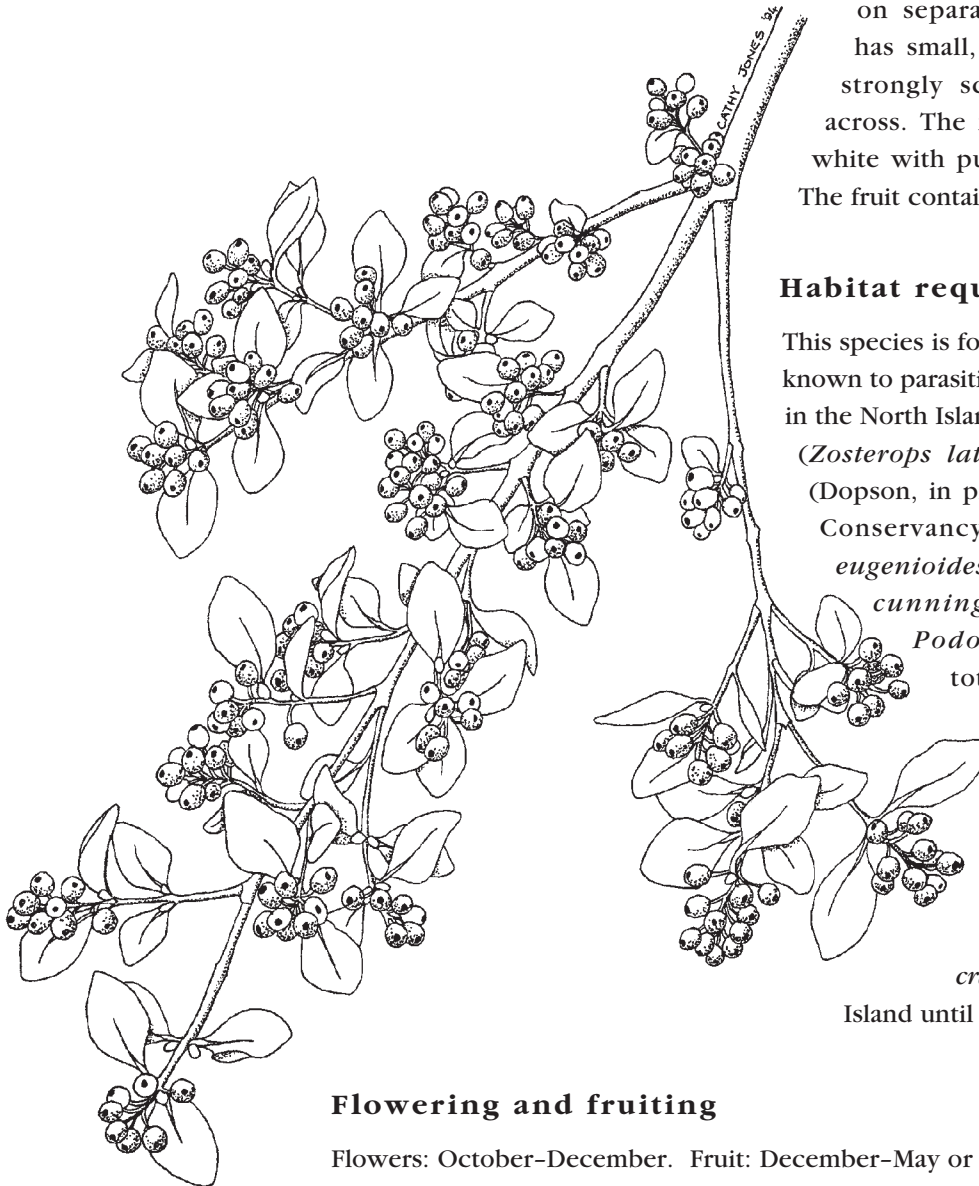 on separa
has small,
strongly sc
across. The
white with pu
The fruit contai
CATHY JONES '94
Habitat requ
This species is fo
known to parasiti
in the North Islan
(Zosterops lat
(Dopson, in p
Conservancy
eugenioides
cunning
Podo
tot
cr
Island until
Flowering and fruiting
Flowers: October–December. Fruit: December–May or